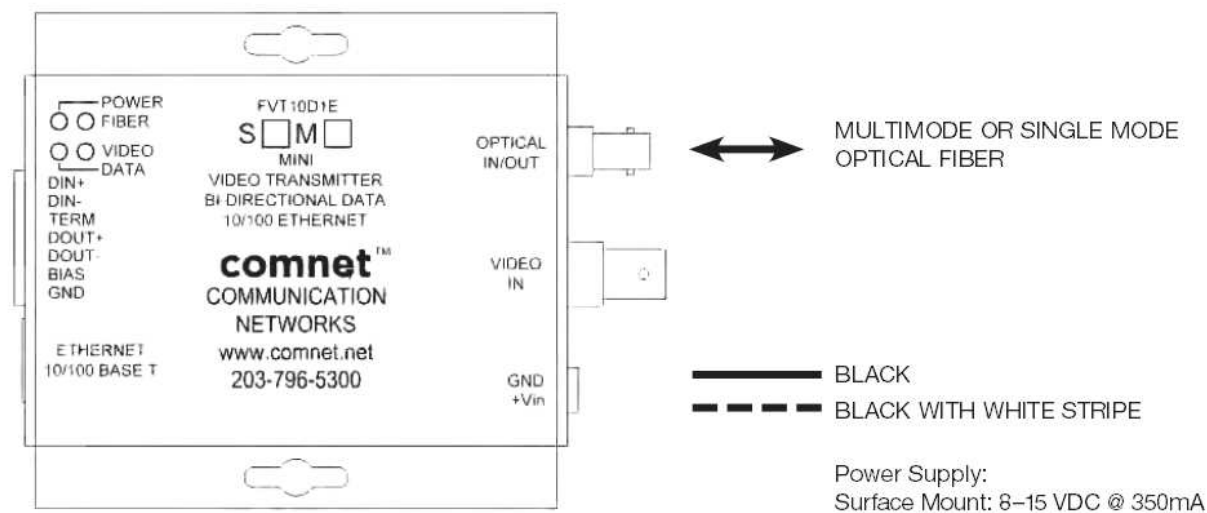 POWER
FIBER
VIDEO
DATA
DIN+
DIN-
TERM
DOUT+
DOUT-
BIAS
GND
ETHERNET
10/100 BASE T
FVT10D1E
S M
MINI
VIDEO TRANSMITTER
BI-DIRECTIONAL DATA
10/100 ETHERNET
comnet™
COMMUNICATION
NETWORKS
www.comnet.net
203-796-5300
OPTICAL
IN/OUT
VIDEO
IN
GND
+Vin
MULTIMODE OR SINGLE MODE
OPTICAL FIBER
BLACK
BLACK WITH WHITE STRIPE
Power Supply:
Surface Mount: 8–15 VDC @ 350mA